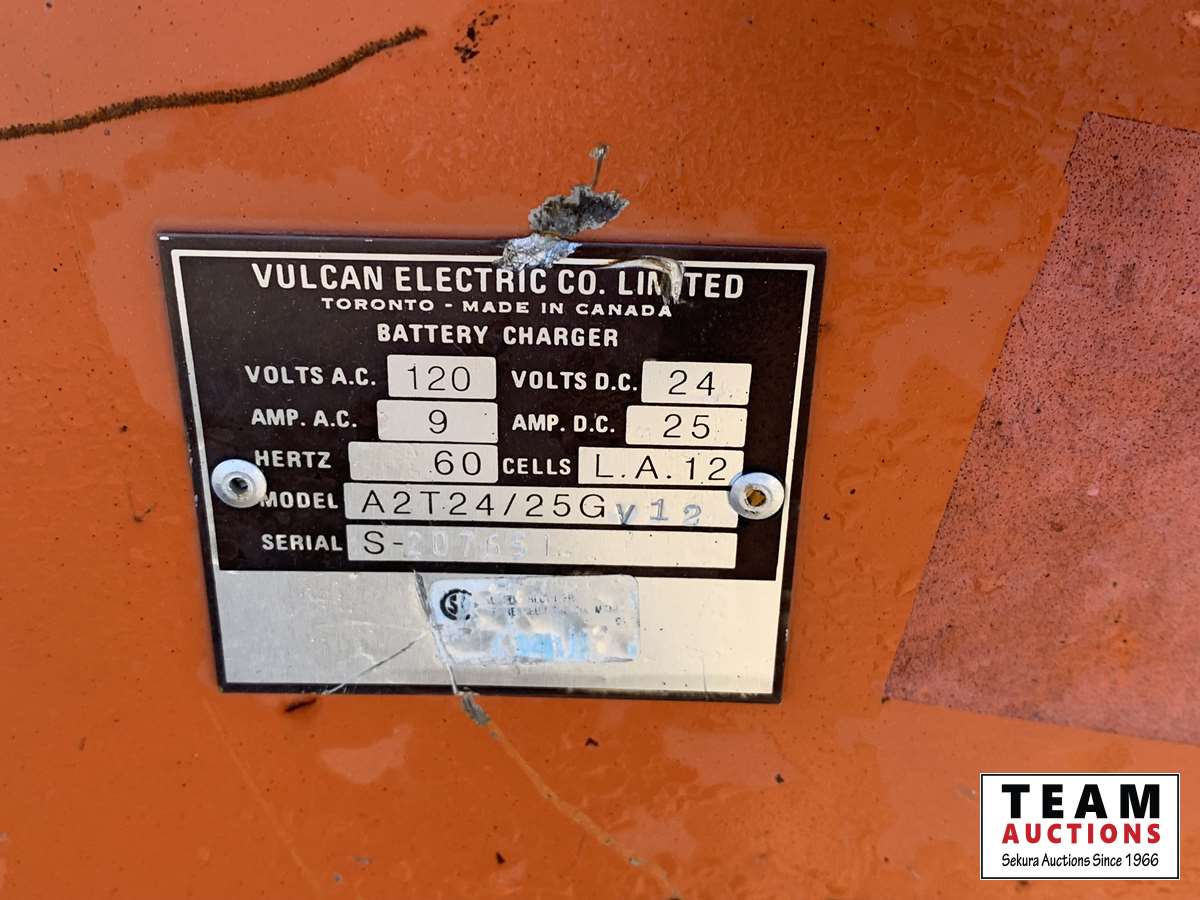 VULCAN ELECTRIC CO. LIMITED
TORONTO - MADE IN CANADA
BATTERY CHARGER
VOLTS A.C. 120 VOLTS D.C. 24
AMP. A.C. 9 AMP. D.C. 25
HERTZ 60 CELLS L.A.12
MODEL A2T24/25G V12
SERIAL S-207651
TEAM
AUCTIONS
Sekura Auctions Since 1966